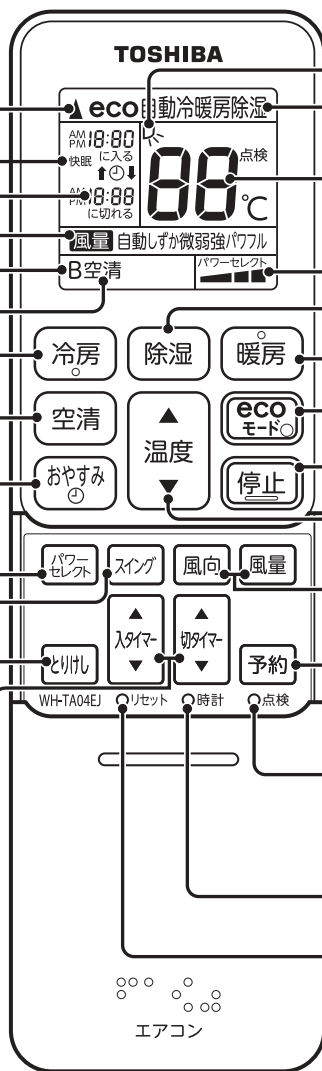 TOSHIBA
eco自動冷暖房除湿
AM
PM18:80
に入る
快眠
点検
88
℃
AM
PM18:88
に切れる
風量 自動しずか微弱強パワフル
B空清
パワーセレクト
冷房
除湿
暖房
空清
温度
eco
モード
おやすみ
停止
パワー
セレクト
スイング
風向
風量
入タイマー
切タイマー
とりけし
予約
WH-TA04EJ
リセット
時計
点検
エアコン